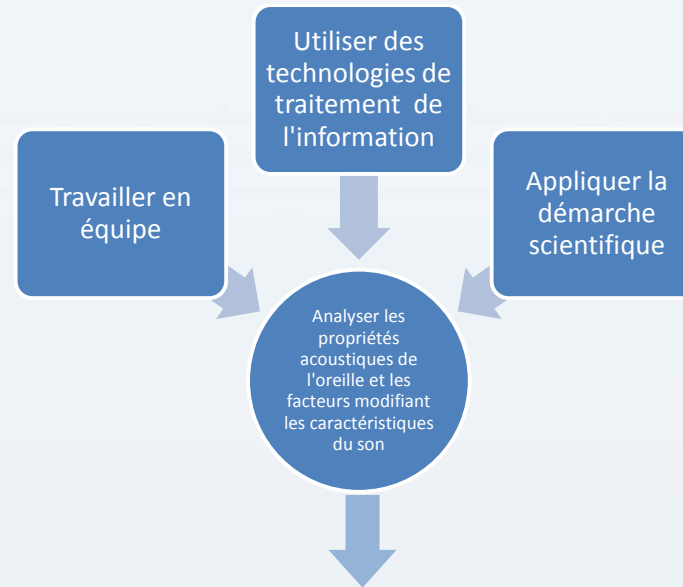 Utiliser des
technologies de
traitement de
l'information
Travailler en
équipe
Appliquer la
démarche
scientifique
Analyser les
propriétés
acoustiques de
l'oreille et les
facteurs modifiant
les caractéristiques
du son